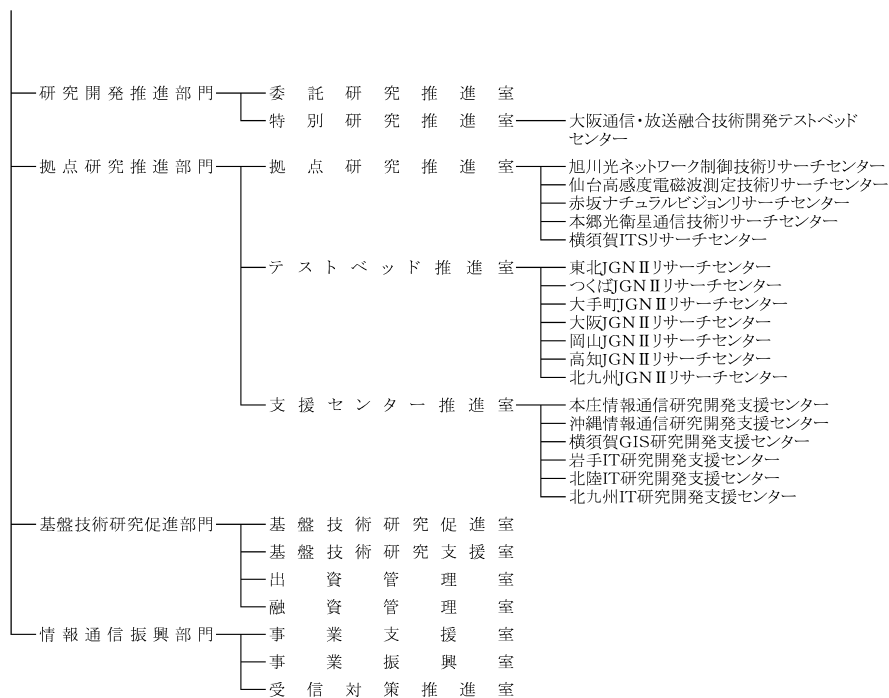 研究開発推進部門 委託研究推進室
特別研究推進室 大阪通信・放送融合技術開発テストベッド
センター
拠点研究推進部門 拠点研究推進室 旭川光ネットワーク制御技術リサーチセンター
仙台高感度電磁波測定技術リサーチセンター
赤坂ナチュラルビジョンリサーチセンター
本郷光衛星通信技術リサーチセンター
横須賀ITSリサーチセンター
テストベッド推進室 東北JGNⅡリサーチセンター
つくばJGNⅡリサーチセンター
大手町JGNⅡリサーチセンター
大阪JGNⅡリサーチセンター
岡山JGNⅡリサーチセンター
高知JGNⅡリサーチセンター
北九州JGNⅡリサーチセンター
支援センター推進室 本庄情報通信研究開発支援センター
沖縄情報通信研究開発支援センター
横須賀GIS研究開発支援センター
岩手IT研究開発支援センター
北陸IT研究開発支援センター
北九州IT研究開発支援センター
基盤技術研究促進部門 基盤技術研究促進室
基盤技術研究支援室
出資管理室
融資管理室
情報通信振興部門 事業支援室
事業振興室
受信対策推進室